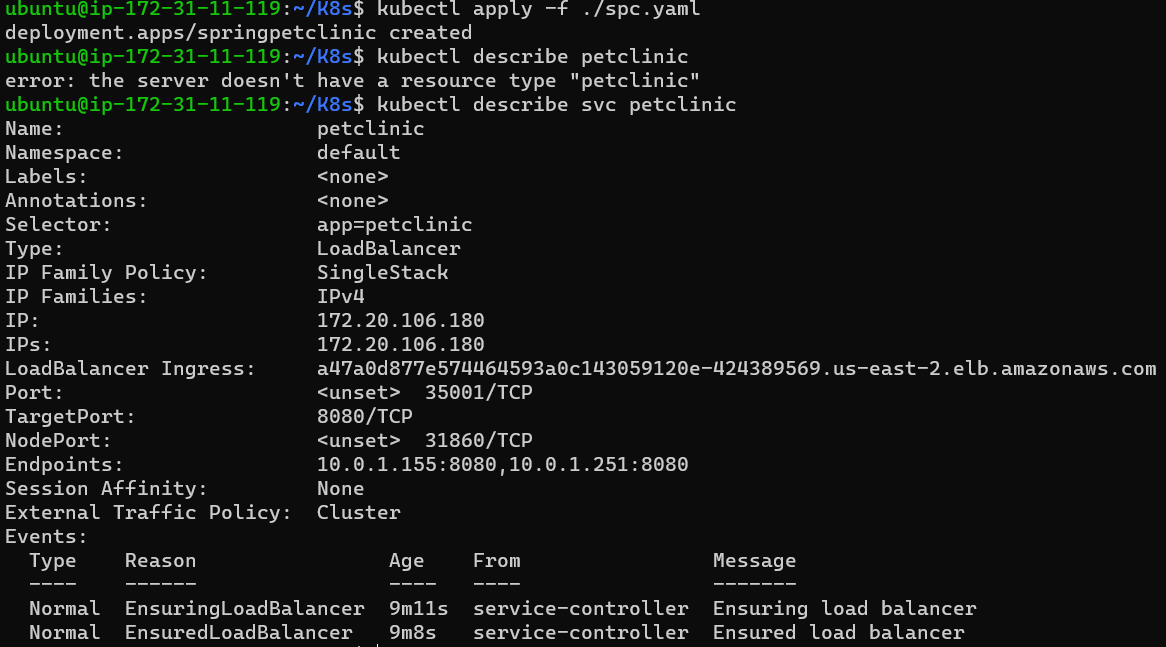 ubuntu@ip-172-31-11-119:~/K8s$ kubectl apply -f ./spc.yaml
deployment.apps/springpetclinic created
ubuntu@ip-172-31-11-119:~/K8s$ kubectl describe petclinic
error: the server doesn't have a resource type "petclinic"
ubuntu@ip-172-31-11-119:~/K8s$ kubectl describe svc petclinic
Name:                     petclinic
Namespace:                default
Labels:                   <none>
Annotations:              <none>
Selector:                 app=petclinic
Type:                     LoadBalancer
IP Family Policy:         SingleStack
IP Families:              IPv4
IP:                       172.20.106.180
IPs:                      172.20.106.180
LoadBalancer Ingress:     a47a0d877e574464593a0c143059120e-424389569.us-east-2.elb.amazonaws.com
Port:                     <unset>  35001/TCP
TargetPort:               8080/TCP
NodePort:                 <unset>  31860/TCP
Endpoints:                10.0.1.155:8080,10.0.1.251:8080
Session Affinity:         None
External Traffic Policy:  Cluster
Events:
  Type    Reason                Age    From                Message
  ----    ------                ----   ----                -------
  Normal  EnsuringLoadBalancer  9m11s  service-controller  Ensuring load balancer
  Normal  EnsuredLoadBalancer   9m8s   service-controller  Ensured load balancer